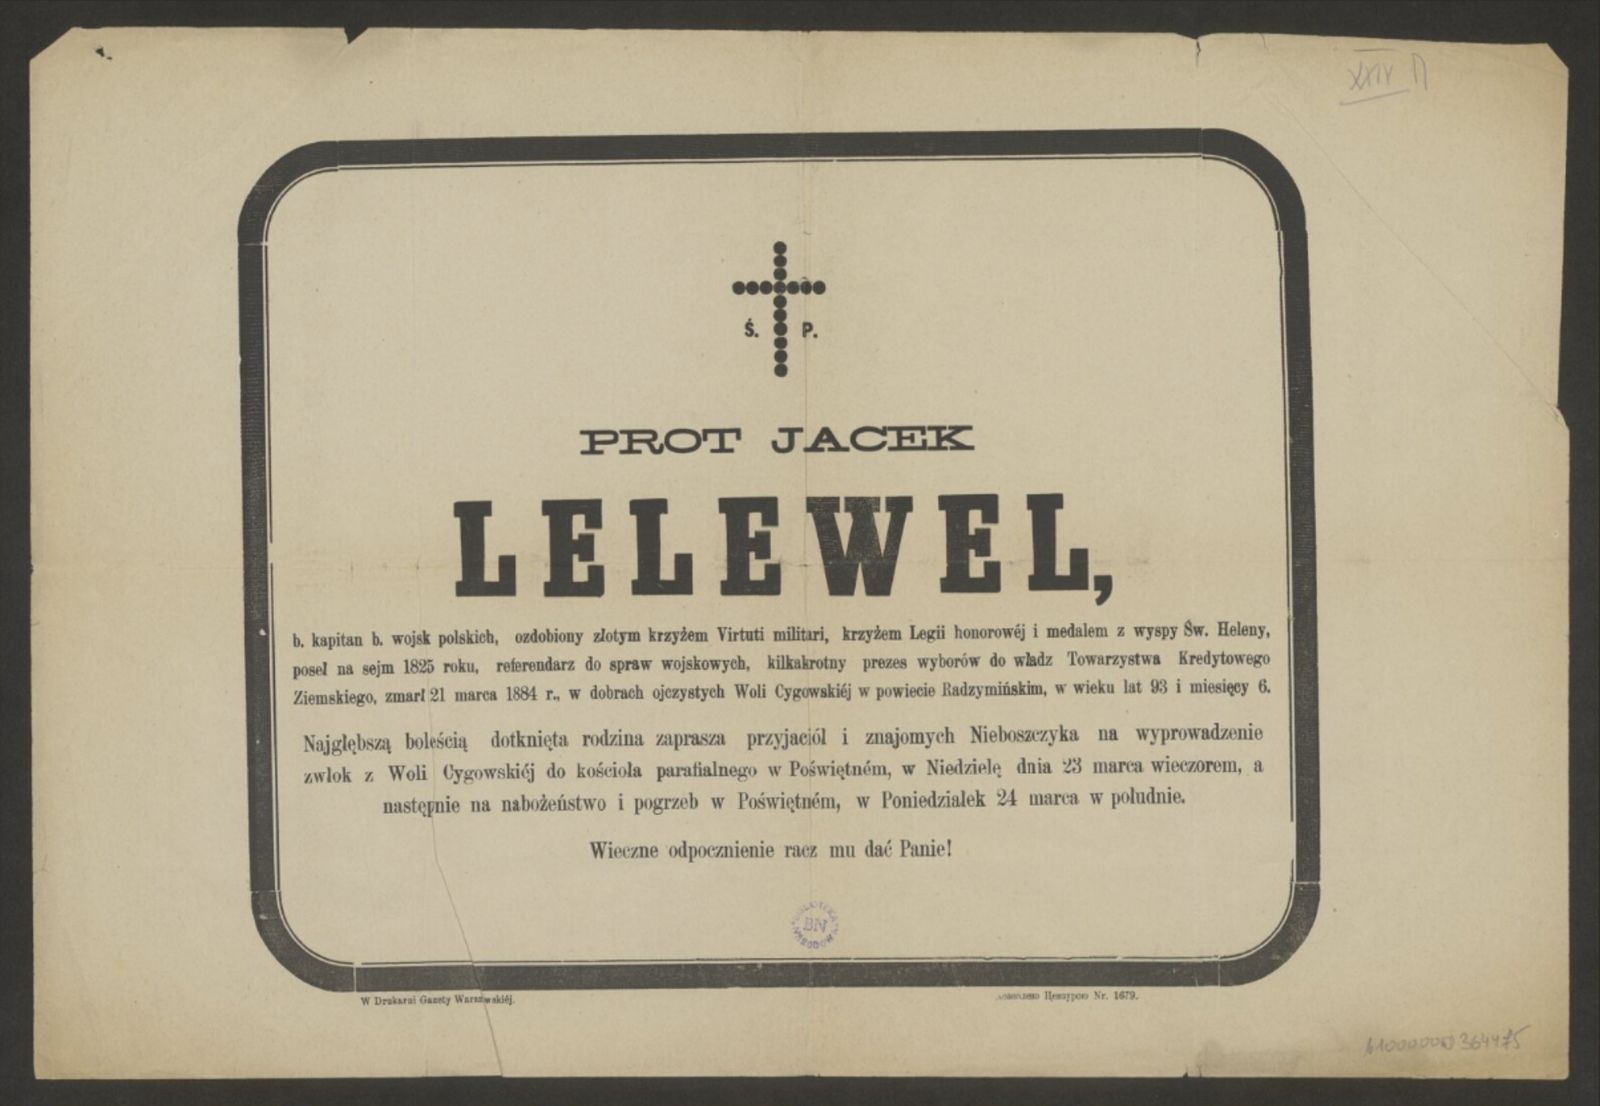 XXIV
Ś. P.
PROT JACEK
LELEWEL,
b. kapitan b. wojsk polskich, ozdobiony złotym krzyżem Virtuti militari, krzyżem Legii honorowéj i medalem z wyspy Św. Heleny,
poseł na sejm 1825 roku, referendarz do spraw wojskowych, kilkakrotny prezes wyborów do władz Towarzystwa Kredytowego
Ziemskiego, zmarł 21 marca 1884 r., w dobrach ojczystych Woli Cygowskiéj w powiecie Radzymińskim, w wieku lat 93 i miesięcy 6.
Najgłębszą boleścią dotknięta rodzina zaprasza przyjaciół i znajomych Nieboszczyka na wyprowadzenie
zwłok z Woli Cygowskiéj do kościoła parafialnego w Poświętném, w Niedzielę dnia 23 marca wieczorem, a
następnie na nabożeństwo i pogrzeb w Poświętném, w Poniedziałek 24 marca w południe.
Wieczne odpocznienie racz mu dać Panie!
BIBLIOTEKA
BN
NARODOWA
W Drukarni Gazety Warszawskiéj.
Цензурою Nr. 1679.